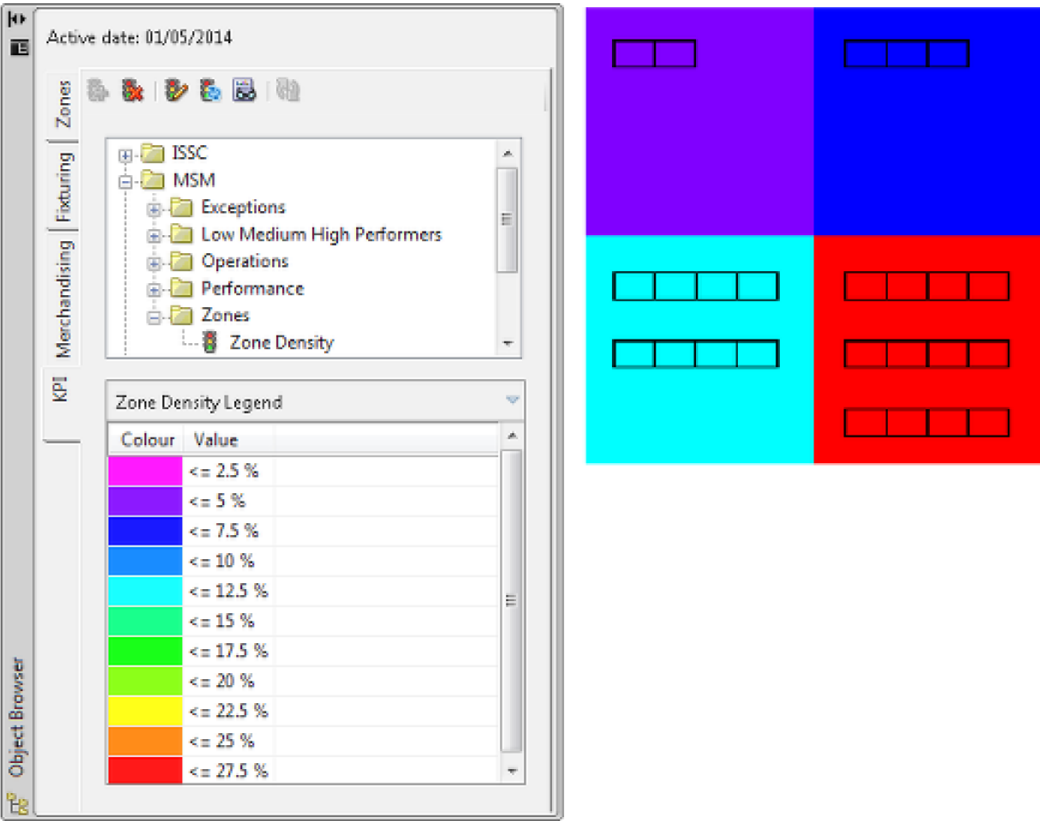 Active date: 01/05/2014
Zones
Fixturing
Merchandising
KPI
ISSC
MSM
Exceptions
Low Medium High Performers
Operations
Performance
Zones
Zone Density
Zone Density Legend
Colour Value
<= 2.5 %
<= 5 %
<= 7.5 %
<= 10 %
<= 12.5 %
<= 15 %
<= 17.5 %
<= 20 %
<= 22.5 %
<= 25 %
<= 27.5 %
Object Browser